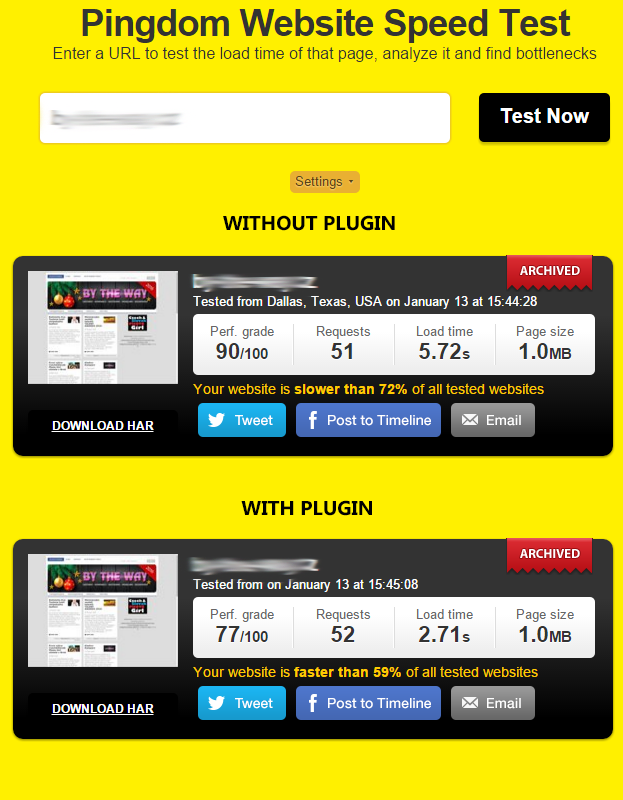 Pingdom Website Speed Test
Enter a URL to test the load time of that page, analyze it and find bottlenecks
Test Now
Settings
WITHOUT PLUGIN
ARCHIVED
BY THE WAY
Tested from Dallas, Texas, USA on January 13 at 15:44:28
Perf. grade Requests Load time Page size
90/100 51 5.72s 1.0MB
Your website is slower than 72% of all tested websites
Tweet Post to Timeline Email
DOWNLOAD HAR
WITH PLUGIN
ARCHIVED
BY THE WAY
Tested from on January 13 at 15:45:08
Perf. grade Requests Load time Page size
77/100 52 2.71s 1.0MB
Your website is faster than 59% of all tested websites
Tweet Post to Timeline Email
DOWNLOAD HAR